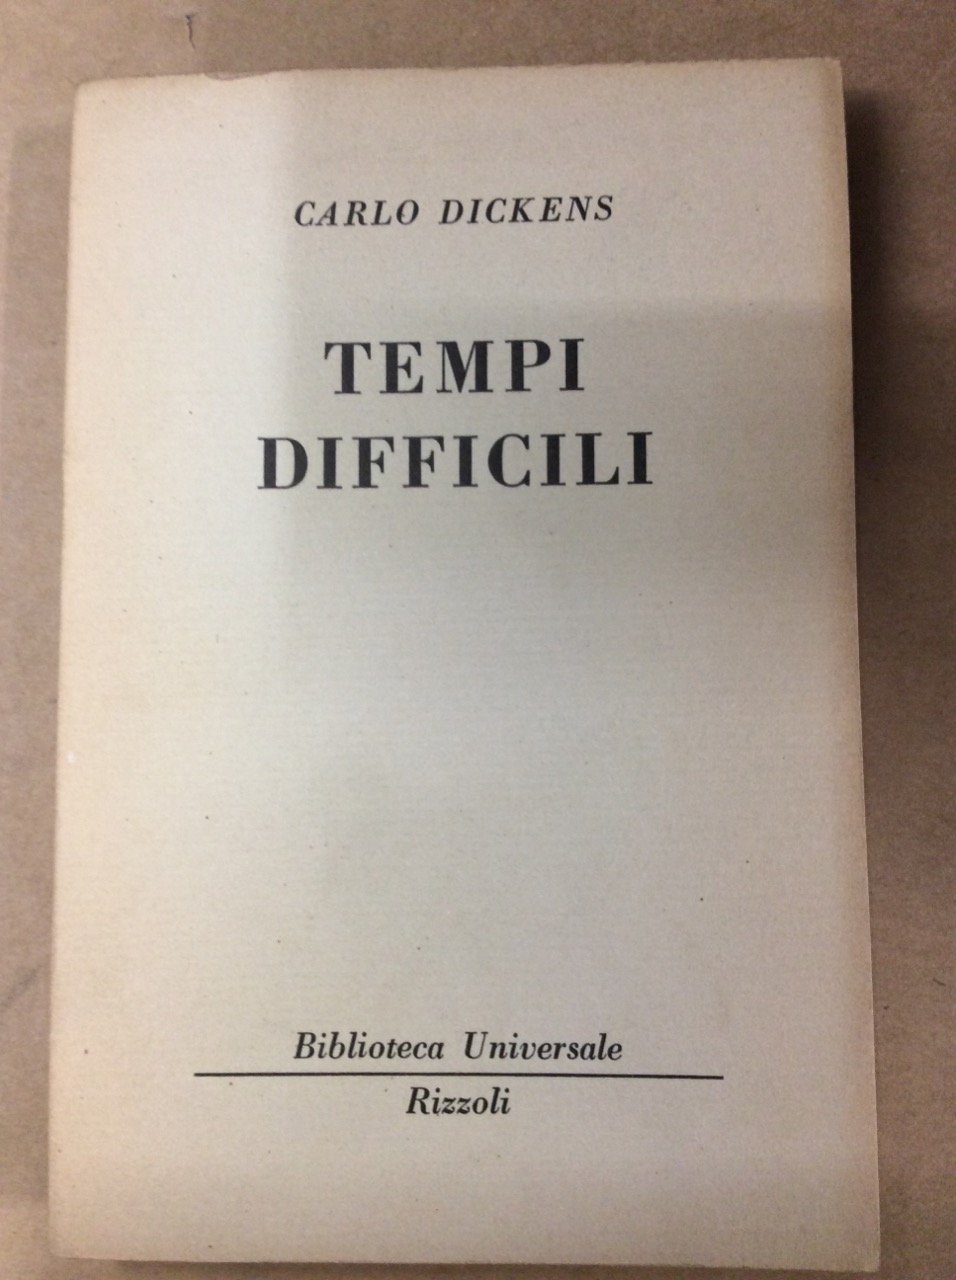 CARLO DICKENS
TEMPI
DIFFICILI
Biblioteca Universale
Rizzoli